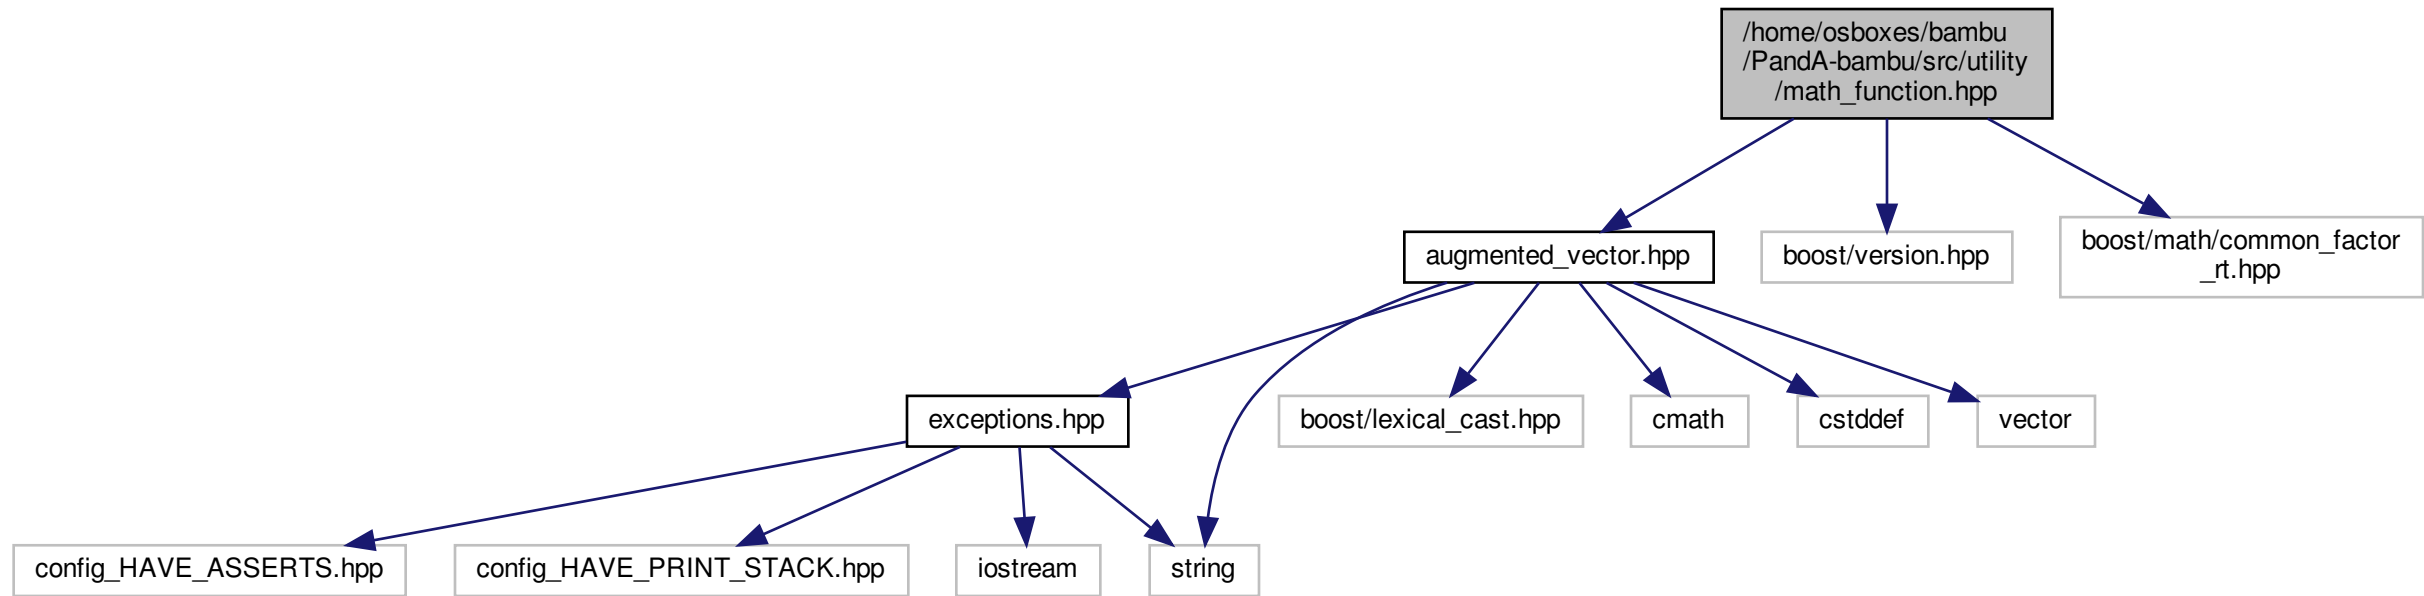 /home/osboxes/bambu
/PandA-bambu/src/utility
/math_function.hpp
augmented_vector.hpp
boost/version.hpp
boost/math/common_factor
_rt.hpp
exceptions.hpp
boost/lexical_cast.hpp
cmath
cstddef
vector
config_HAVE_ASSERTS.hpp
config_HAVE_PRINT_STACK.hpp
iostream
string